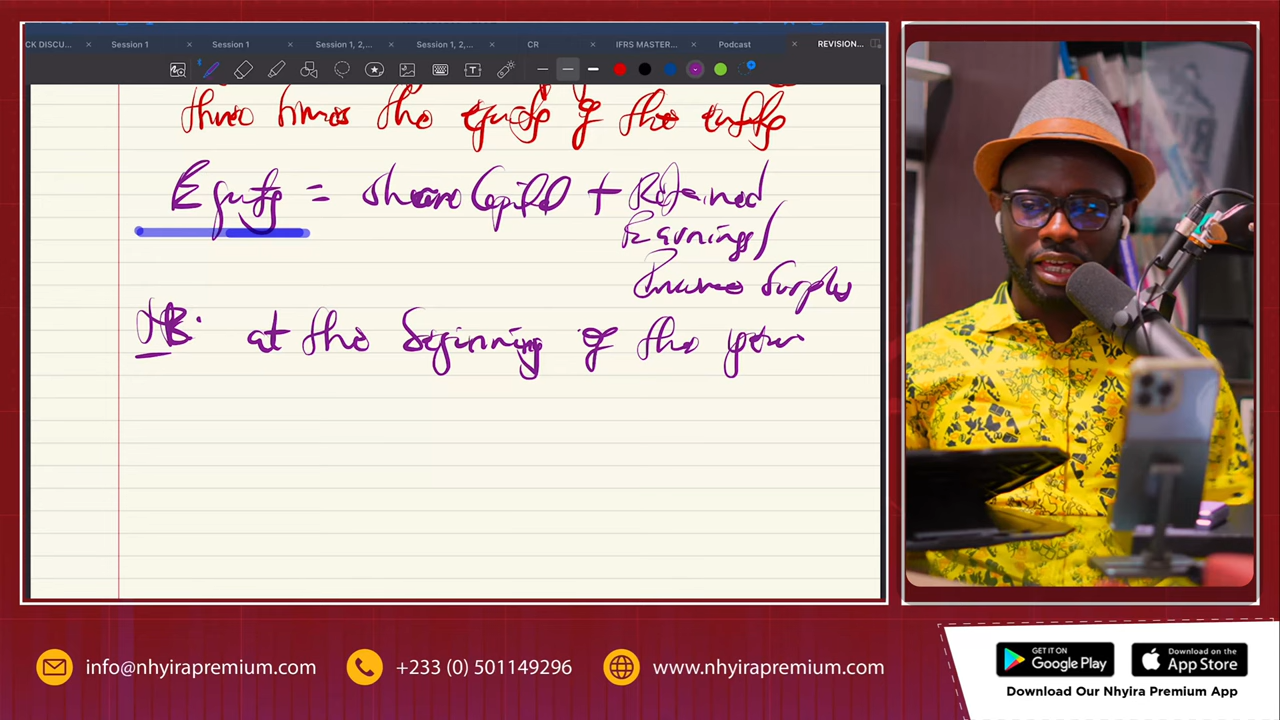 CK DISCU...
Session 1
Session 1
Session 1, 2,...
Session 1, 2,...
CR
IFRS MASTER...
Podcast
REVISION...
three times the equity of the entity
Equity = share Capital + Retained
Earnings/
Income Surplus
NB: at the beginning of the year
info@nhyirapremium.com
+233 (0) 501149296
www.nhyirapremium.com
GET IT ON
Google Play
Download on the
App Store
Download Our Nhyira Premium App